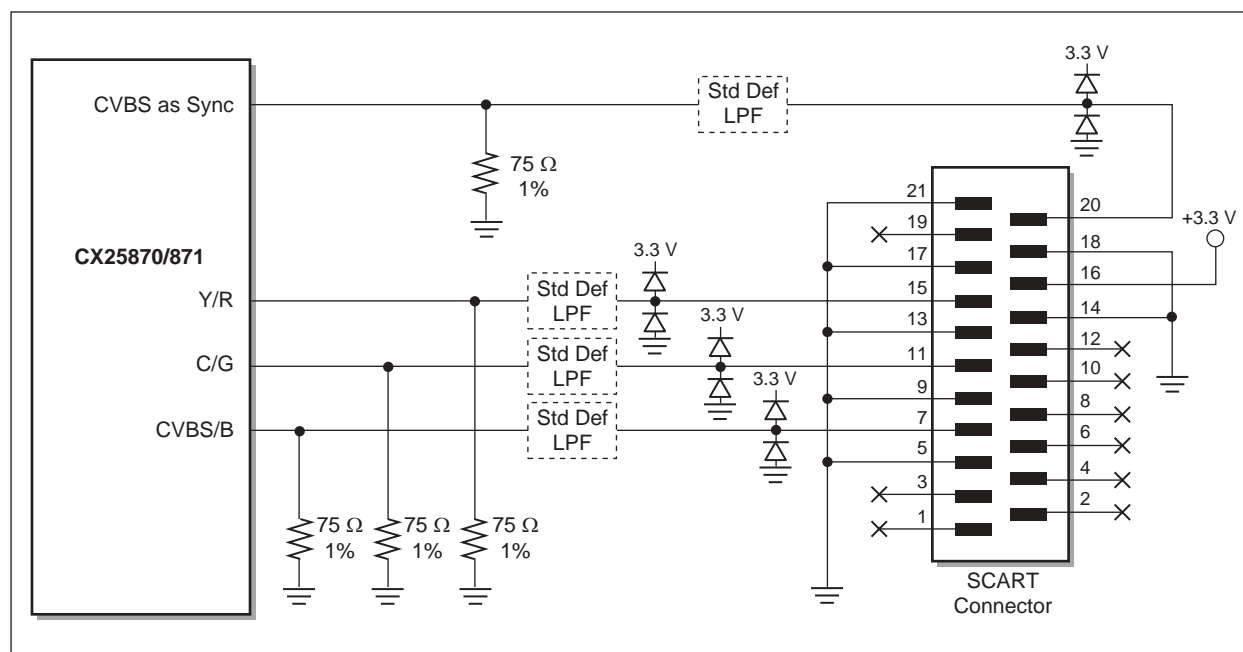 3.3 V
CVBS as Sync
Std Def
LPF
75 Ω
1%
CX25870/871
Y/R
C/G
CVBS/B
Std Def
LPF
Std Def
LPF
Std Def
LPF
3.3 V
3.3 V
3.3 V
75 Ω
1%
75 Ω
1%
75 Ω
1%
21
19
17
15
13
11
9
7
5
3
1
20
18
16
14
12
10
8
6
4
2
+3.3 V
SCART
Connector